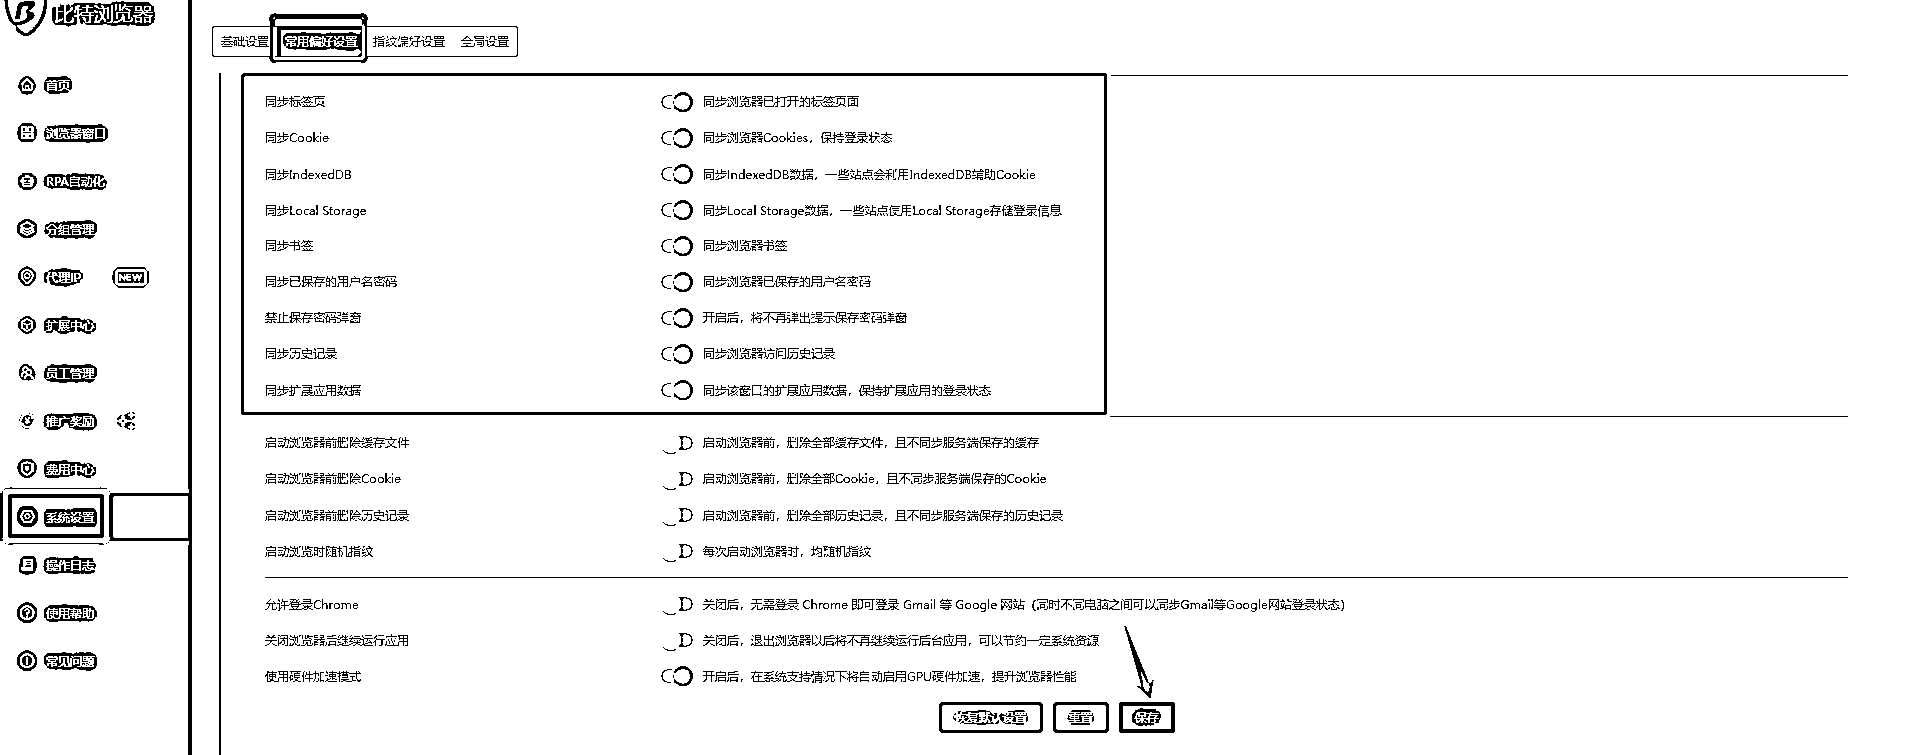 比特浏览器
首页
浏览器窗口
RPA自动化
分组管理
代理IP NEW
扩展中心
员工管理
推广奖励
费用中心
系统设置
操作日志
使用帮助
常见问题
基础设置 常用偏好设置 指纹偏好设置 全局设置
同步标签页 同步浏览器已打开的标签页面
同步Cookie 同步浏览器Cookies，保持登录状态
同步IndexedDB 同步IndexedDB数据，一些站点会利用IndexedDB辅助Cookie
同步Local Storage 同步Local Storage数据，一些站点使用Local Storage存储登录信息
同步书签 同步浏览器书签
同步已保存的用户名密码 同步浏览器已保存的用户名密码
禁止保存密码弹窗 开启后，将不再弹出提示保存密码弹窗
同步历史记录 同步浏览器访问历史记录
同步扩展应用数据 同步该窗口的扩展应用数据，保持扩展应用的登录状态
启动浏览器前删除缓存文件 启动浏览器前，删除全部缓存文件，且不同步服务端保存的缓存
启动浏览器前删除Cookie 启动浏览器前，删除全部Cookie，且不同步服务端保存的Cookie
启动浏览器前删除历史记录 启动浏览器前，删除全部历史记录，且不同步服务端保存的历史记录
启动浏览时随机指纹 每次启动浏览器时，均随机指纹
允许登录Chrome 关闭后，无需登录 Chrome 即可登录 Gmail 等 Google 网站（同时不同电脑之间可以同步Gmail等Google网站登录状态）
关闭浏览器后继续运行应用 关闭后，退出浏览器以后将不再继续运行后台应用，可以节约一定系统资源
使用硬件加速模式 开启后，在系统支持情况下将自动启用GPU硬件加速，提升浏览器性能
恢复默认设置 重置 保存